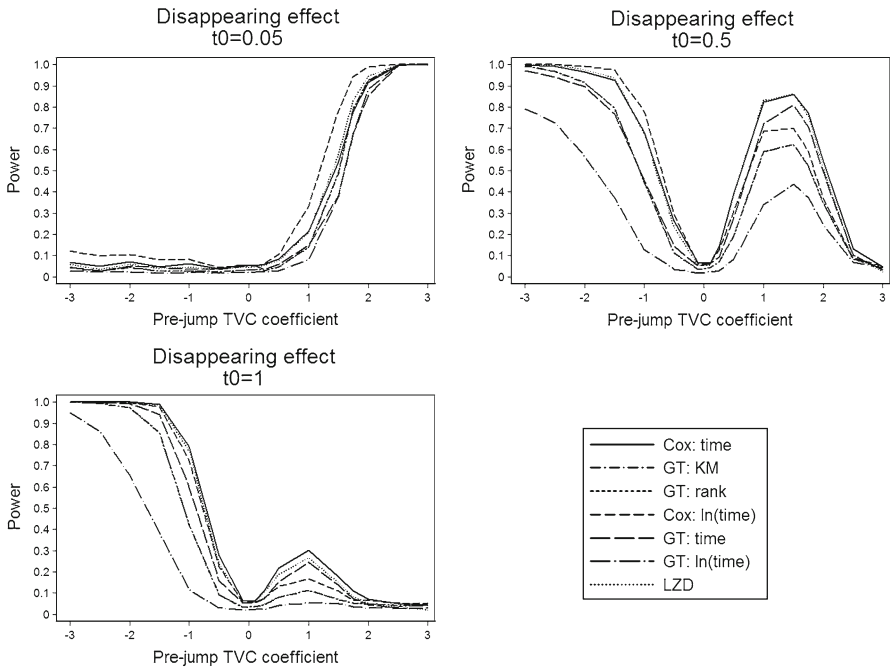 Disappearing effect
t0=0.05
1.0
0.9
0.8
0.7
0.6
0.5
0.4
0.3
0.2
0.1
0
Power
-3
-2
-1
0
1
2
3
Pre-jump TVC coefficient
Disappearing effect
t0=0.5
1.0
0.9
0.8
0.7
0.6
0.5
0.4
0.3
0.2
0.1
0
Power
-3
-2
-1
0
1
2
3
Pre-jump TVC coefficient
Disappearing effect
t0=1
1.0
0.9
0.8
0.7
0.6
0.5
0.4
0.3
0.2
0.1
0
Power
-3
-2
-1
0
1
2
3
Pre-jump TVC coefficient
Cox: time
GT: KM
GT: rank
Cox: ln(time)
GT: time
GT: ln(time)
LZD